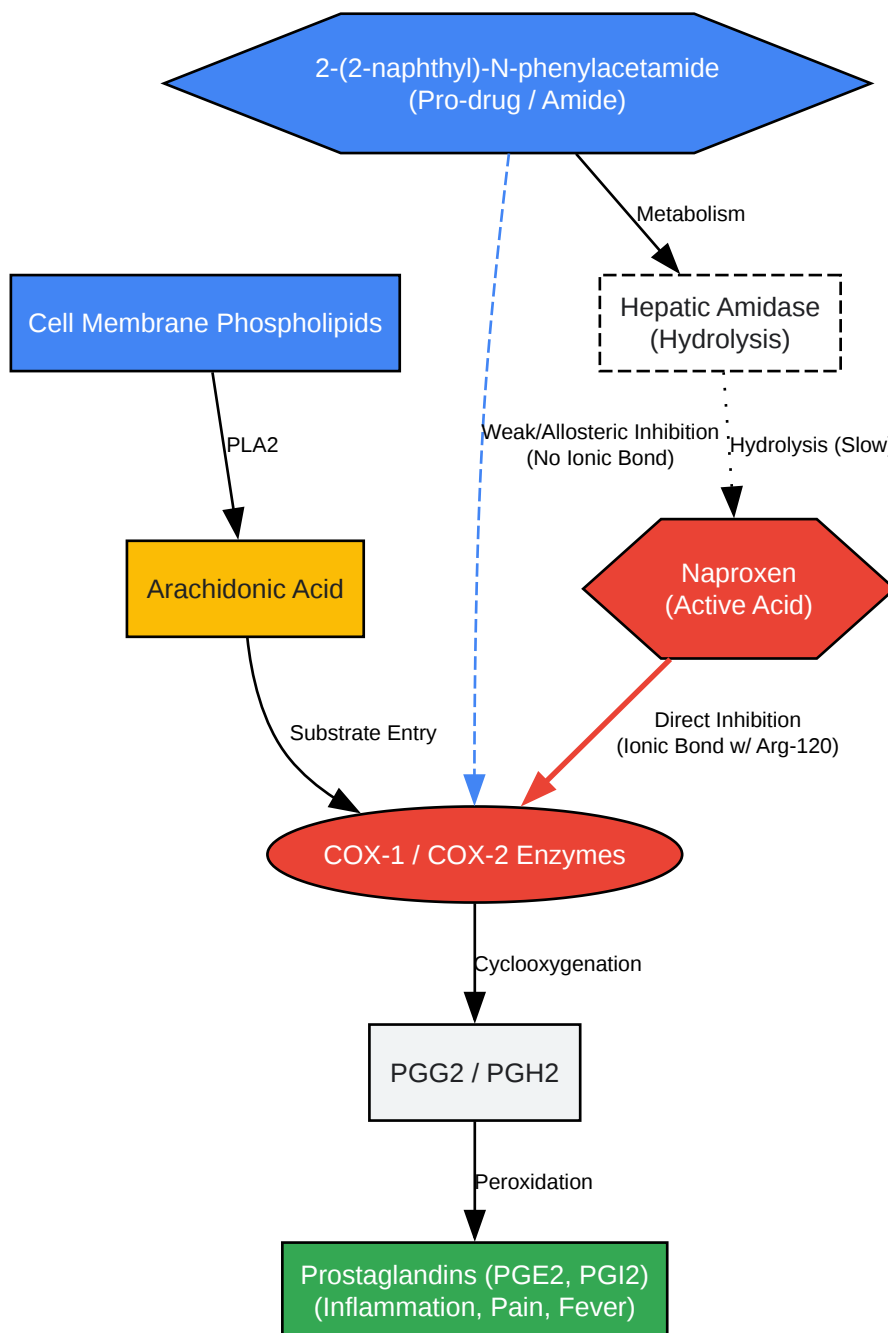 2-(2-naphthyl)-N-phenylacetamide
(Pro-drug / Amide)
Metabolism
Cell Membrane Phospholipids
Hepatic Amidase
(Hydrolysis)
PLA2
Weak/Allosteric Inhibition
(No Ionic Bond)
Hydrolysis (Slow)
Arachidonic Acid
Naproxen
(Active Acid)
Substrate Entry
Direct Inhibition
(Ionic Bond w/ Arg-120)
COX-1 / COX-2 Enzymes
Cyclooxygenation
PGG2 / PGH2
Peroxidation
Prostaglandins (PGE2, PGI2)
(Inflammation, Pain, Fever)